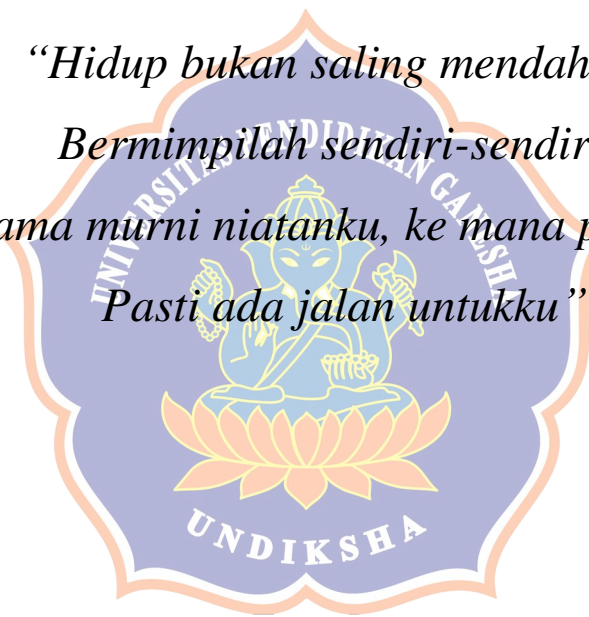 “Hidup bukan saling mendah
Bermimpilah sendiri-sendir
ama murni niatanku, ke mana p
Pasti ada jalan untukku”
UNIVERSITAS PENDIDIKAN GANESHA
UNDIKSHA